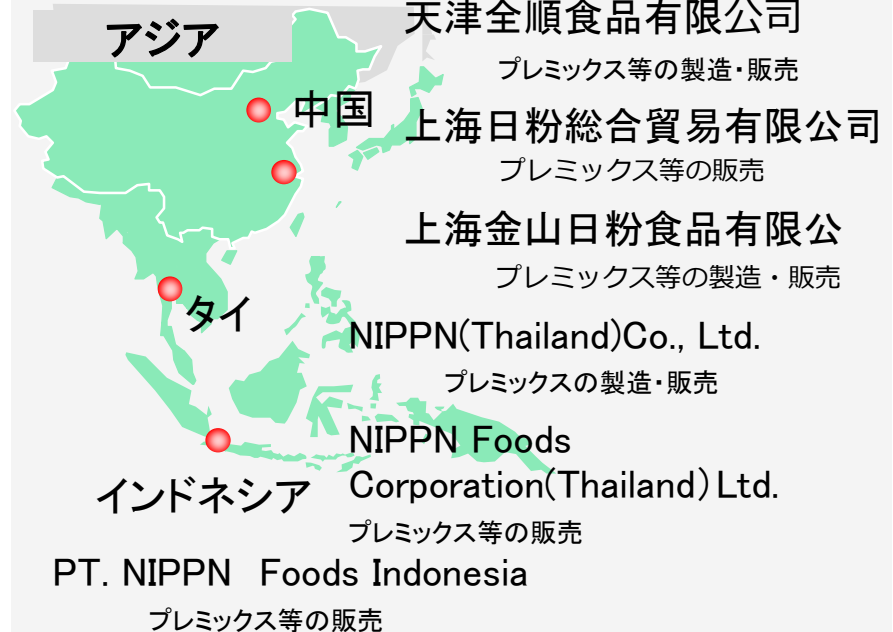 アジア
天津全順食品有限公司
プレミックス等の製造・販売
中国
上海日粉総合貿易有限公司
プレミックス等の販売
上海金山日粉食品有限公
プレミックス等の製造・販売
タイ
NIPPN(Thailand)Co., Ltd.
プレミックスの製造・販売
NIPPN Foods
Corporation(Thailand) Ltd.
プレミックス等の販売
インドネシア
PT. NIPPN Foods Indonesia
プレミックス等の販売